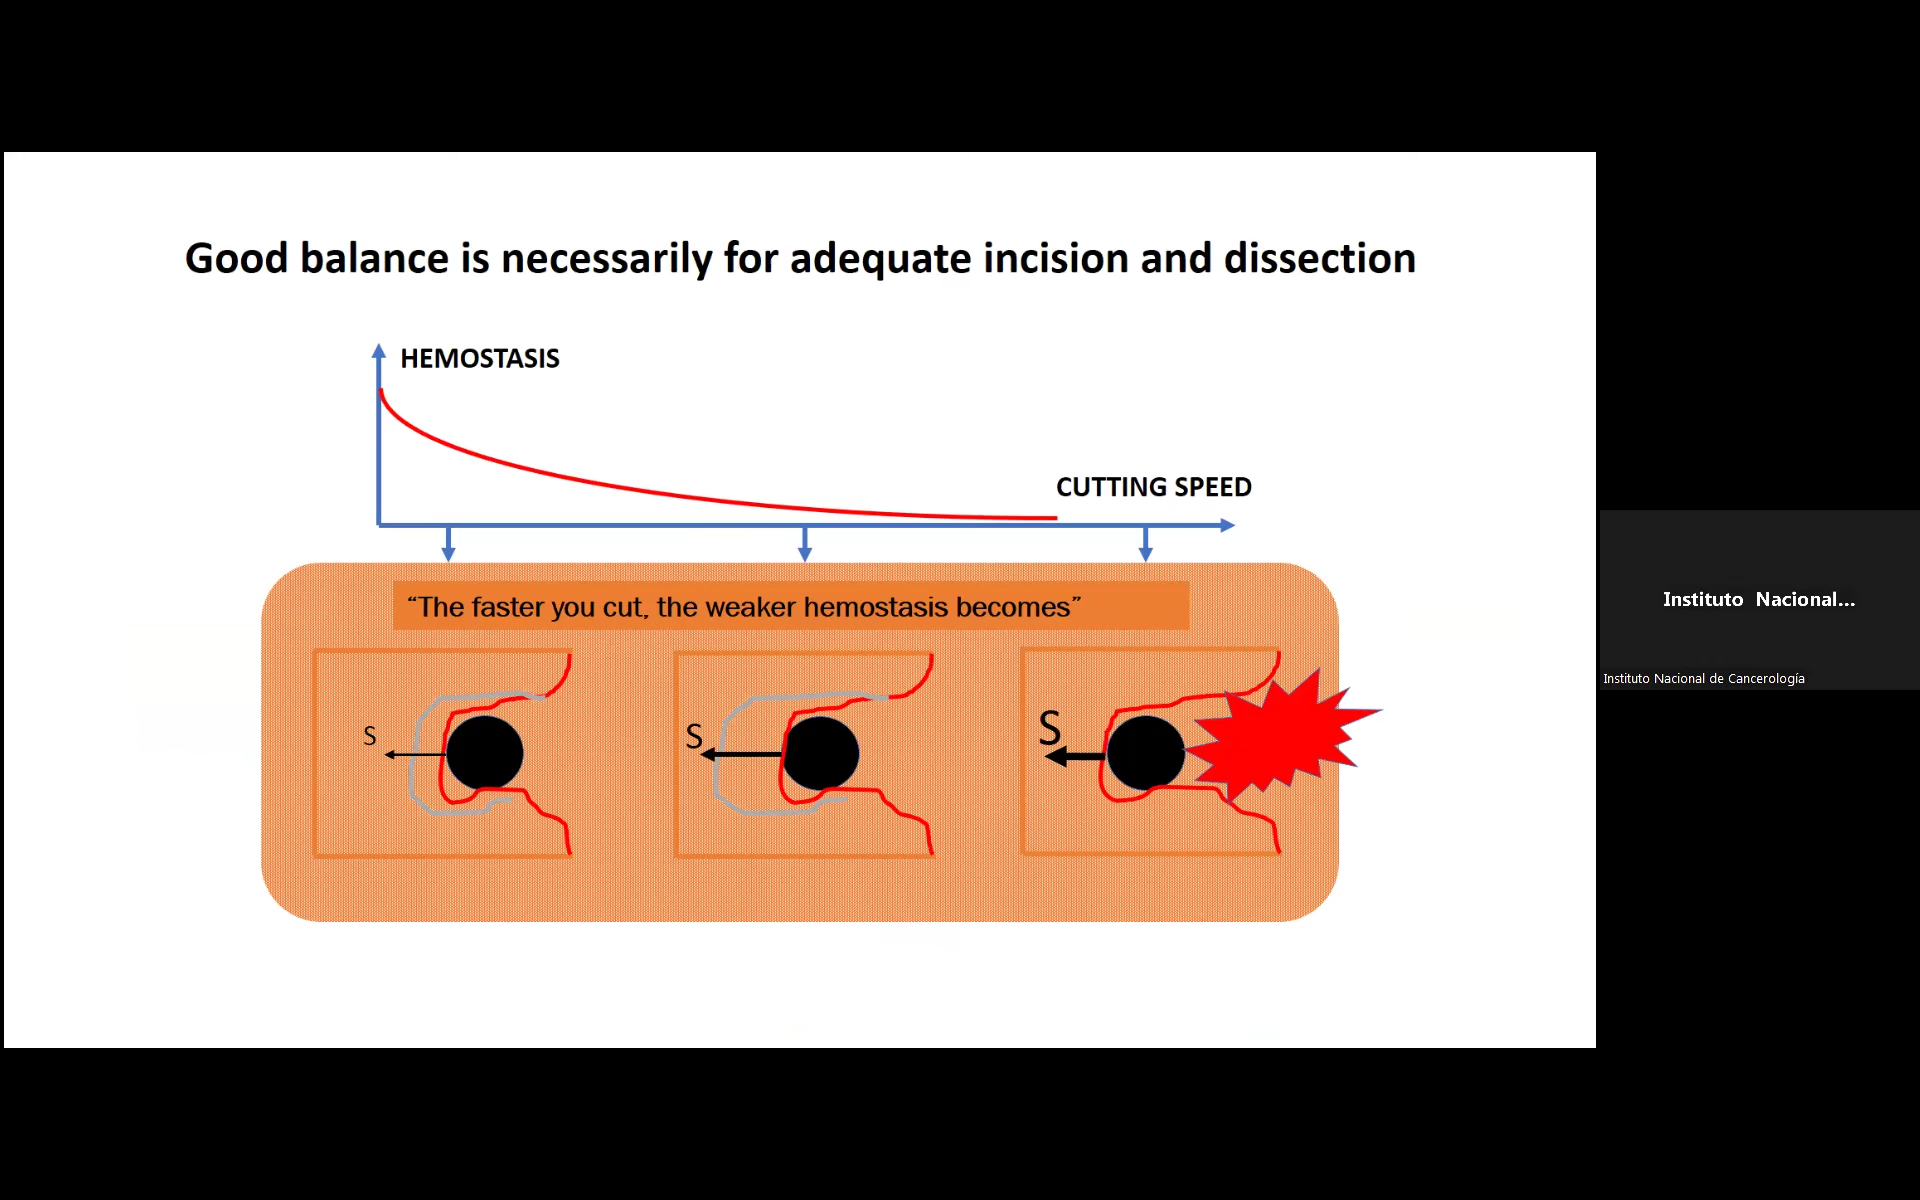 Good balance is necessarily for adequate incision and dissection
HEMOSTASIS
CUTTING SPEED
“The faster you cut, the weaker hemostasis becomes”
S
S
S
Instituto Nacional...
Instituto Nacional de Cancerología